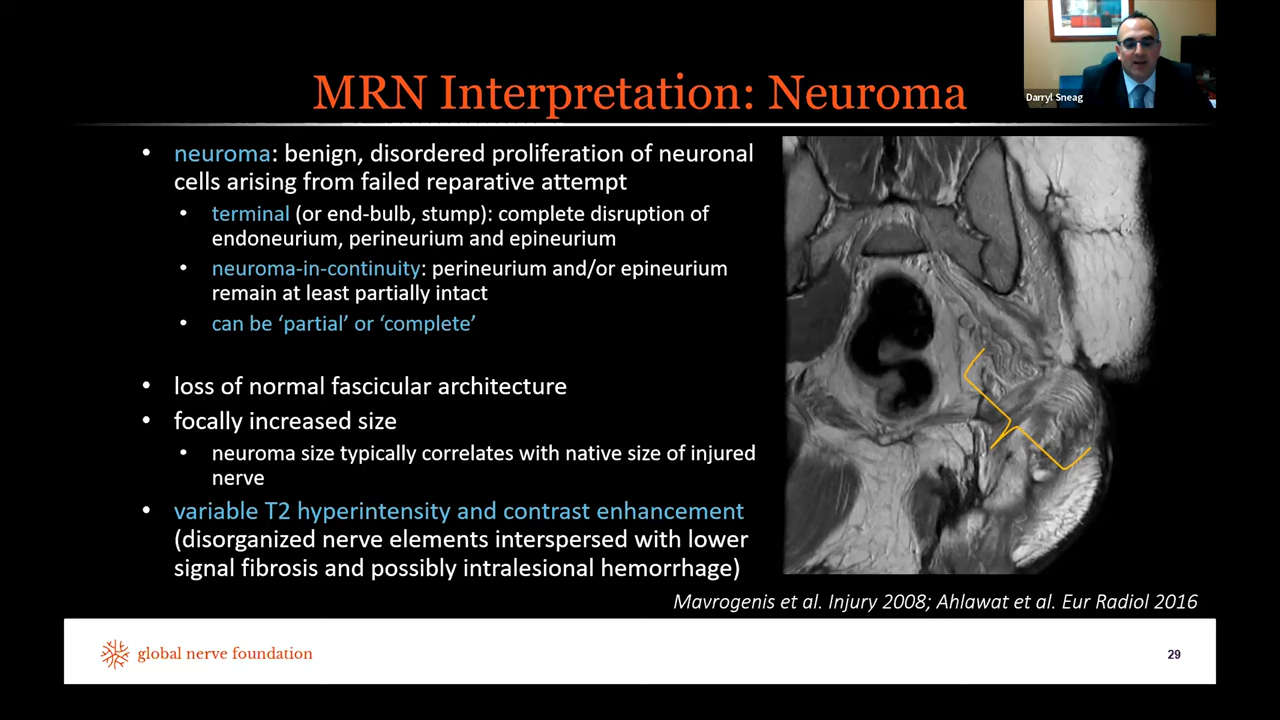 Darryl Sneag
MRN Interpretation: Neuroma
• neuroma: benign, disordered proliferation of neuronal
cells arising from failed reparative attempt
• terminal (or end-bulb, stump): complete disruption of
endoneurium, perineurium and epineurium
• neuroma-in-continuity: perineurium and/or epineurium
remain at least partially intact
• can be ‘partial’ or ‘complete’
• loss of normal fascicular architecture
• focally increased size
• neuroma size typically correlates with native size of injured
nerve
• variable T2 hyperintensity and contrast enhancement
(disorganized nerve elements interspersed with lower
signal fibrosis and possibly intralesional hemorrhage)
Mavrogenis et al. Injury 2008; Ahlawat et al. Eur Radiol 2016
global nerve foundation
29